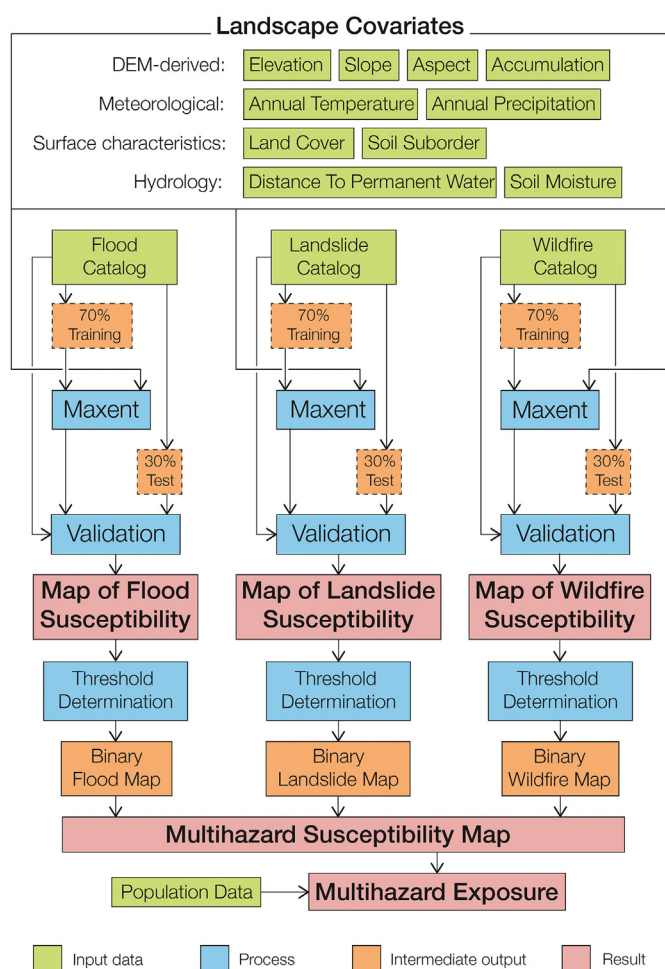 Landscape Covariates
DEM-derived: Elevation Slope Aspect Accumulation
Meteorological: Annual Temperature Annual Precipitation
Surface characteristics: Land Cover Soil Suborder
Hydrology: Distance To Permanent Water Soil Moisture
Flood
Catalog
Landslide
Catalog
Wildfire
Catalog
70%
Training
70%
Training
70%
Training
Maxent
Maxent
Maxent
30%
Test
30%
Test
30%
Test
Validation
Validation
Validation
Map of Flood
Susceptibility
Map of Landslide
Susceptibility
Map of Wildfire
Susceptibility
Threshold
Determination
Threshold
Determination
Threshold
Determination
Binary
Flood Map
Binary
Landslide Map
Binary
Wildfire Map
Multihazard Susceptibility Map
Population Data
Multihazard Exposure
Input data
Process
Intermediate output
Result